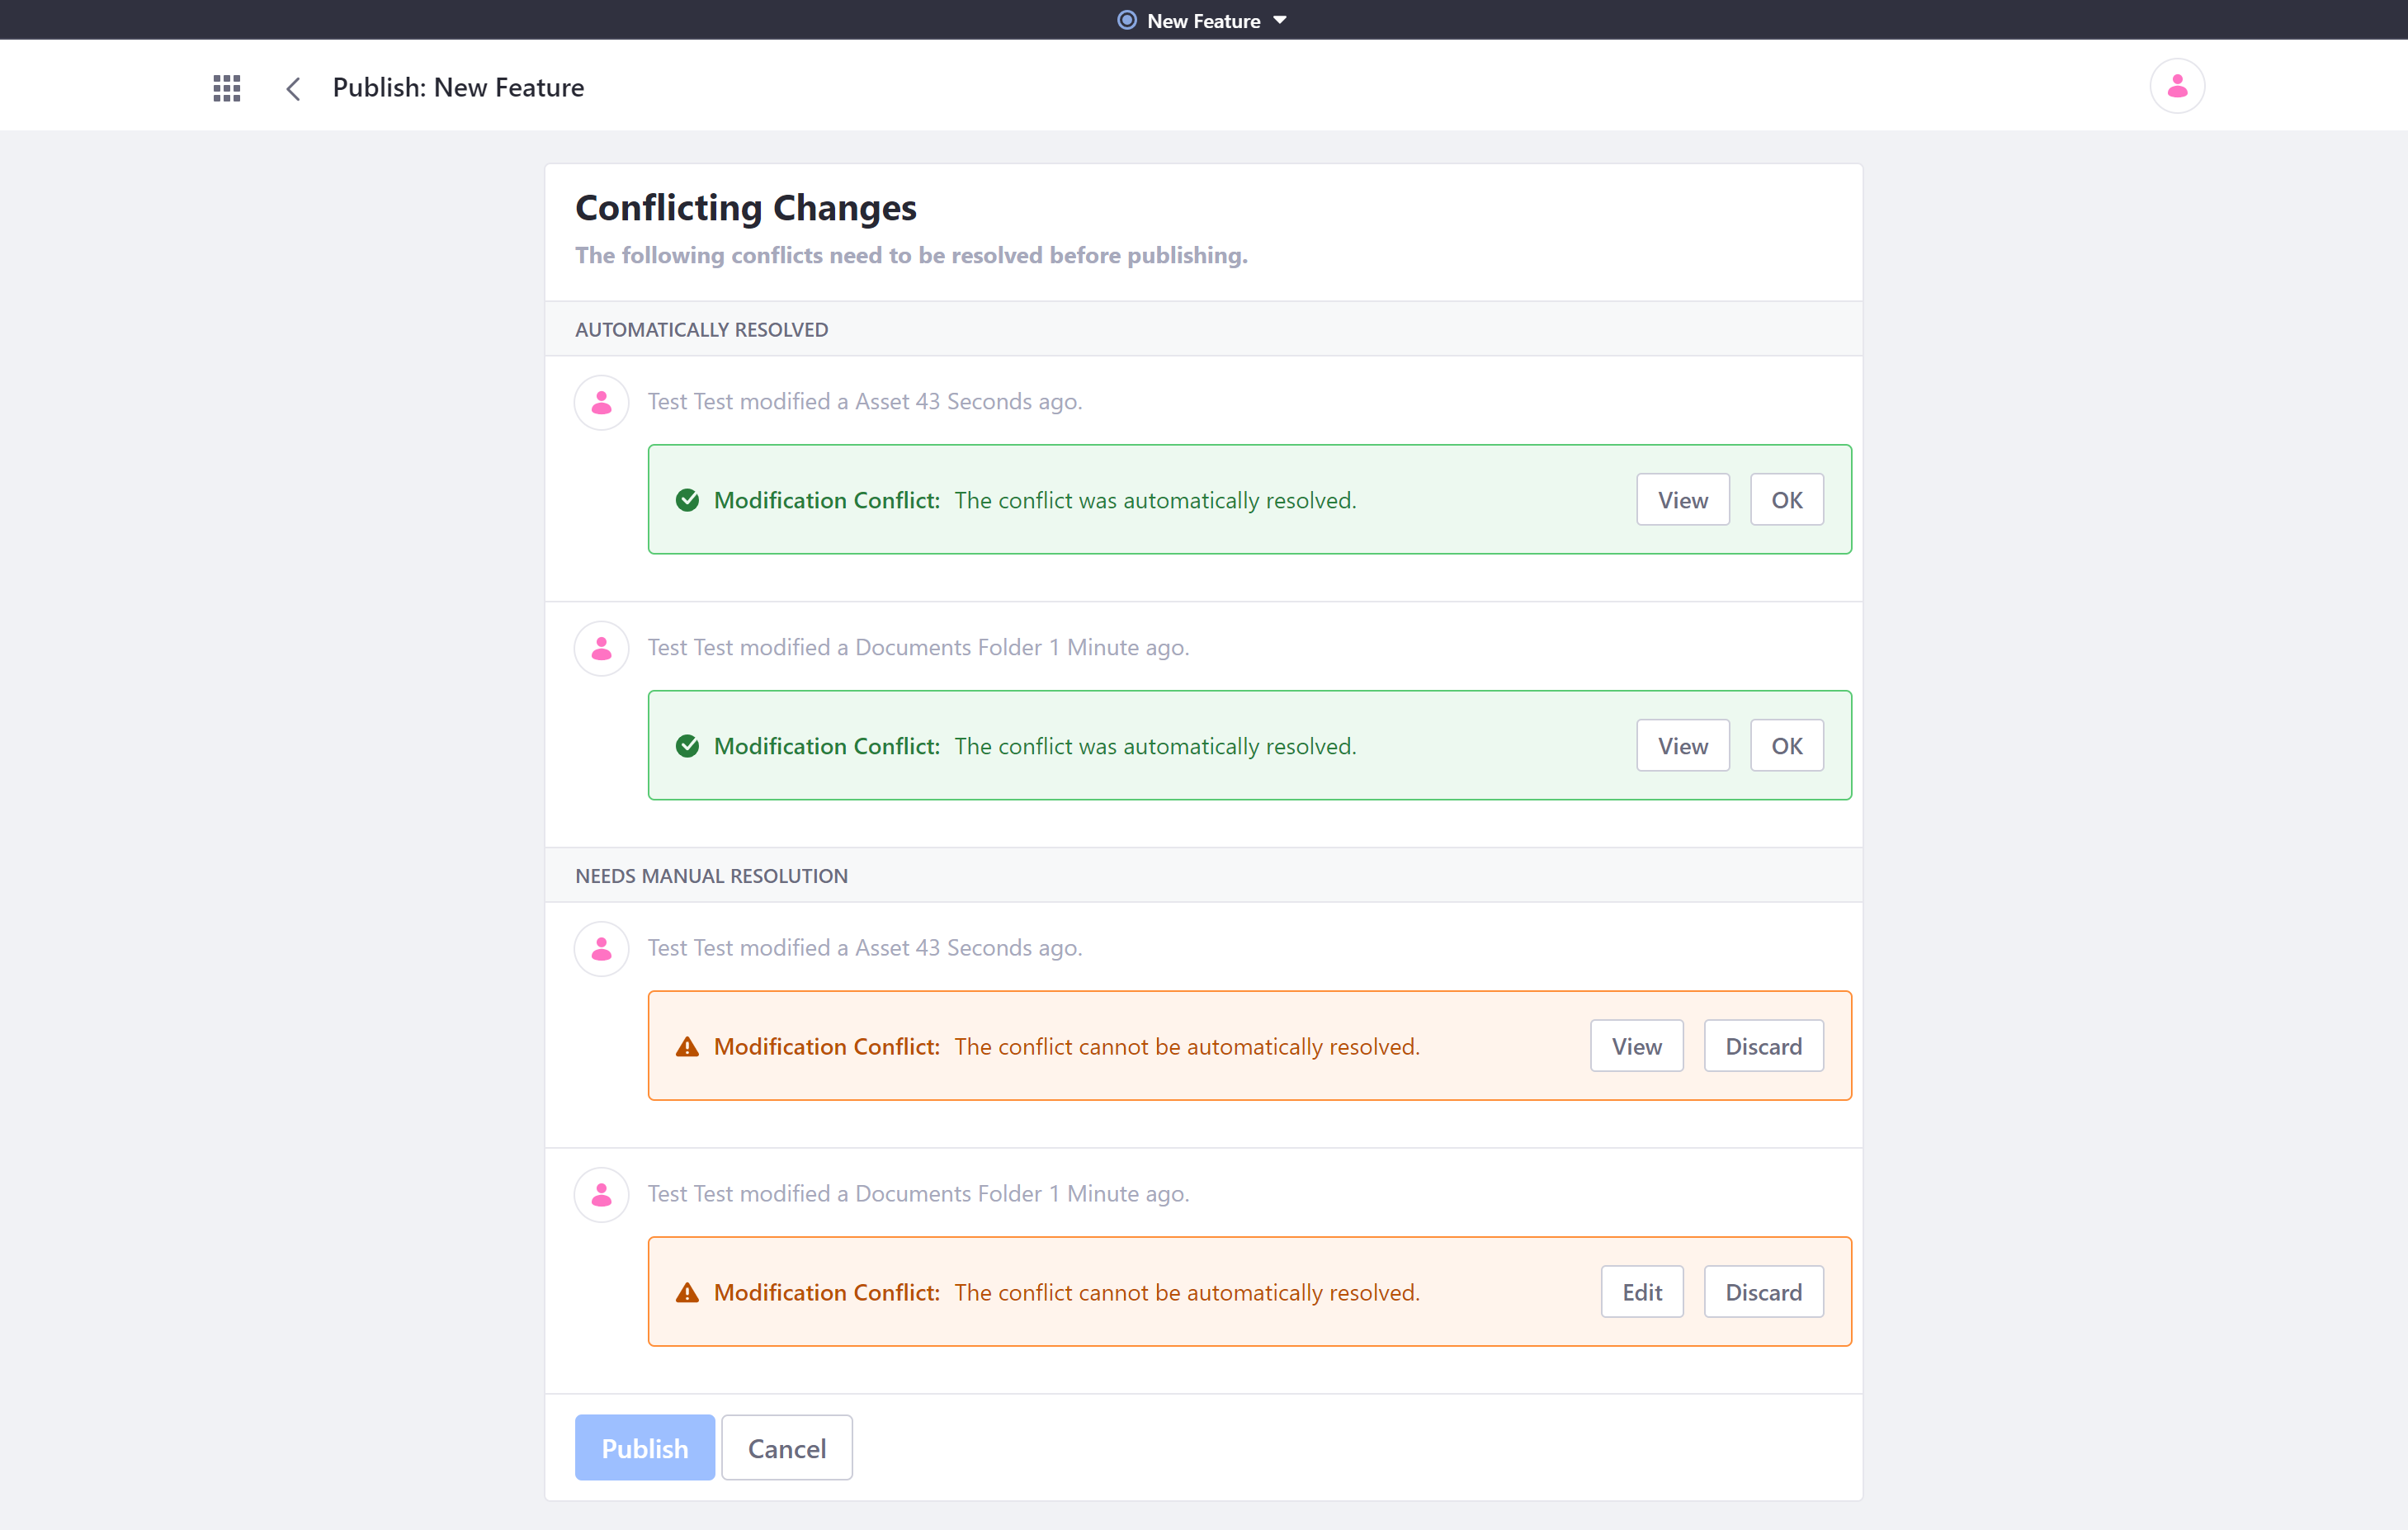 New Feature
Publish: New Feature
Conflicting Changes
The following conflicts need to be resolved before publishing.
AUTOMATICALLY RESOLVED
Test Test modified a Asset 43 Seconds ago.
Modification Conflict: The conflict was automatically resolved. View OK
Test Test modified a Documents Folder 1 Minute ago.
Modification Conflict: The conflict was automatically resolved. View OK
NEEDS MANUAL RESOLUTION
Test Test modified a Asset 43 Seconds ago.
Modification Conflict: The conflict cannot be automatically resolved. View Discard
Test Test modified a Documents Folder 1 Minute ago.
Modification Conflict: The conflict cannot be automatically resolved. Edit Discard
Publish Cancel